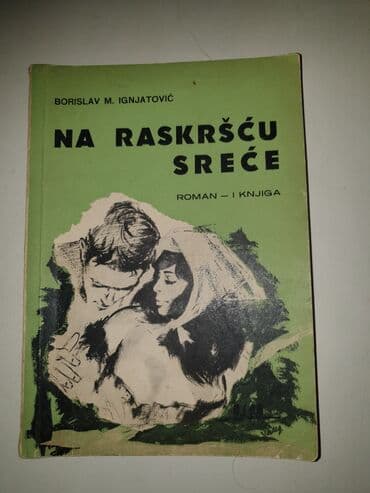 BORISLAV M. IGNJATOVIĆ
NA RASKRŠĆU
SREĆE
ROMAN – I KNJIGA